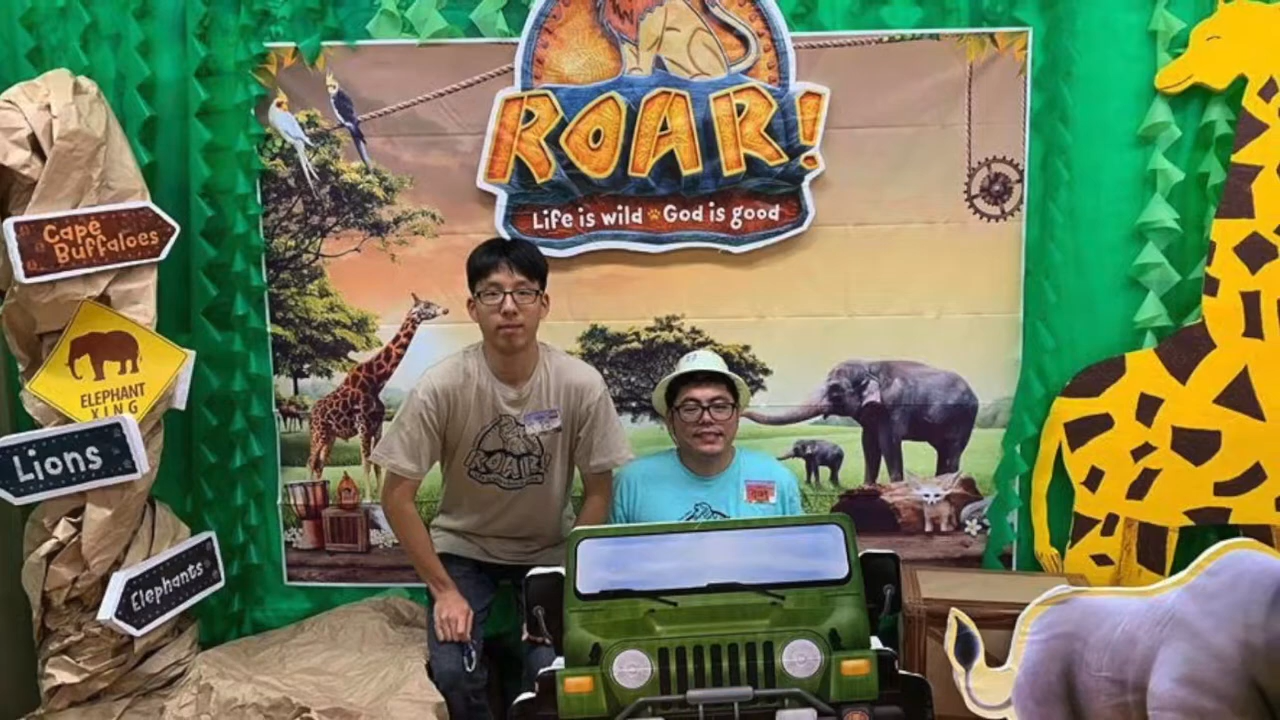 ROAR!
Life is wild God is good
Cape
Buffaloes
ELEPHANT
XING
Lions
Elephants
ROAR!